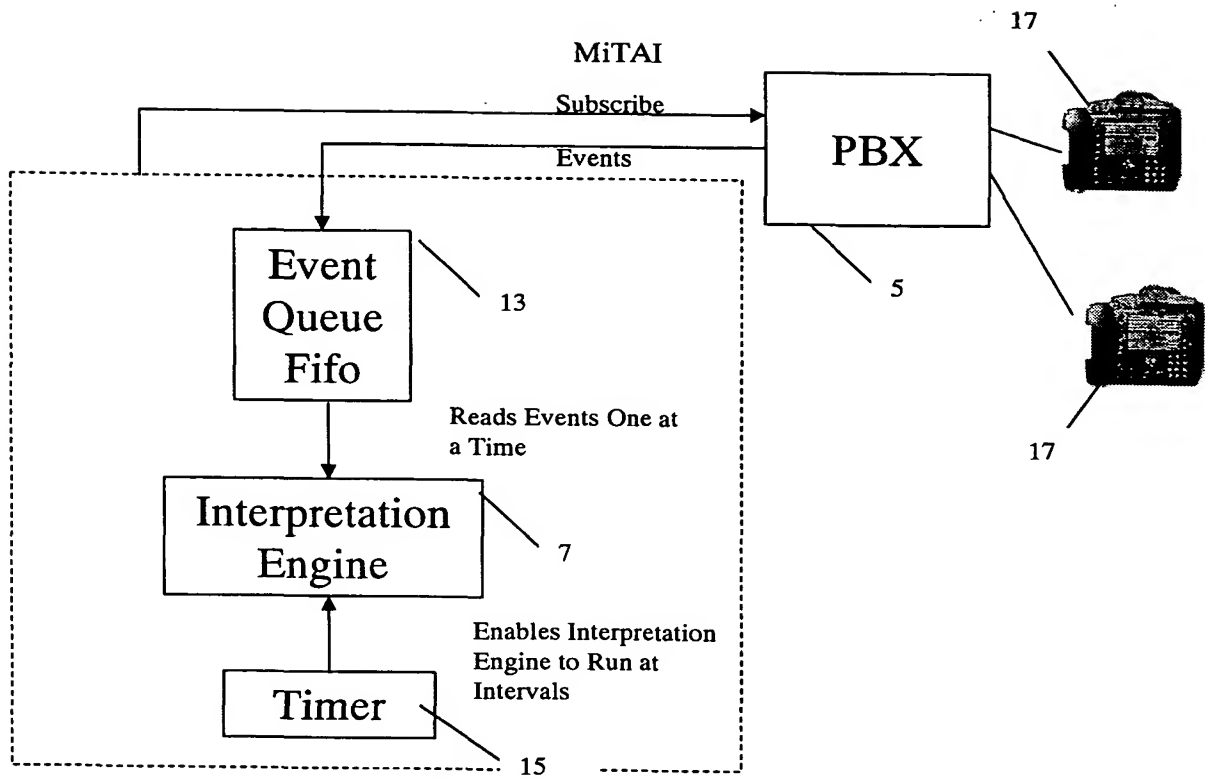 17
MiTAI
Subscribe
PBX
Events
Event
Queue
Fifo
13
5
Reads Events One at
a Time
17
Interpretation
Engine
7
Enables Interpretation
Engine to Run at
Intervals
Timer
15